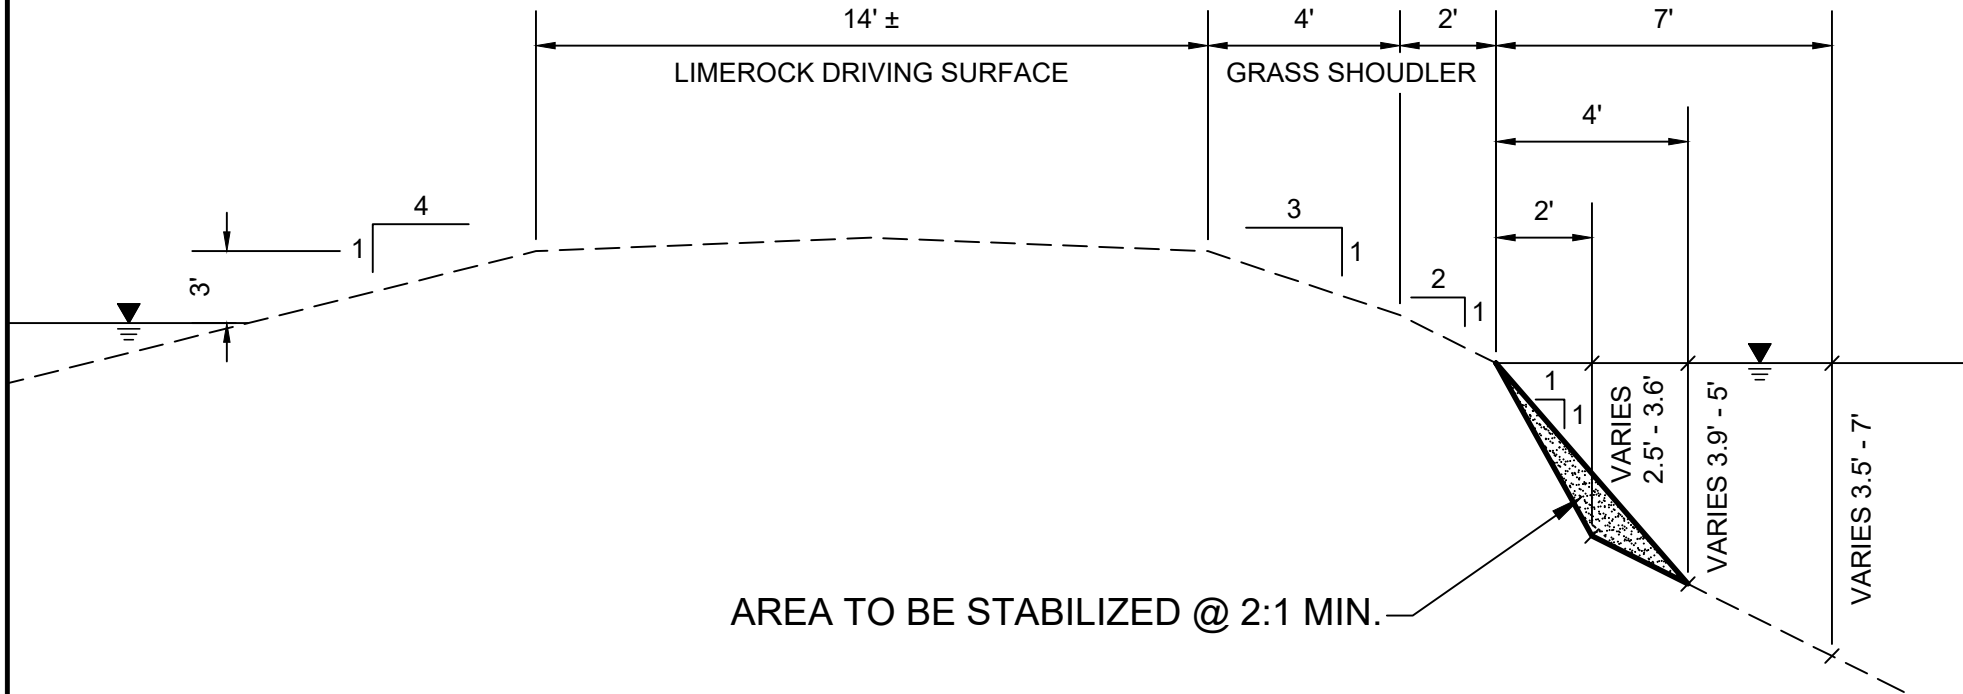 14' ±
4'
2'
7'
LIMEROCK DRIVING SURFACE
GRASS SHOUDLER
4'
4
1
3'
3
1
2'
2
1
1
1
VARIES
2.5' - 3.6'
VARIES 3.9' - 5'
VARIES 3.5' - 7'
AREA TO BE STABILIZED @ 2:1 MIN.